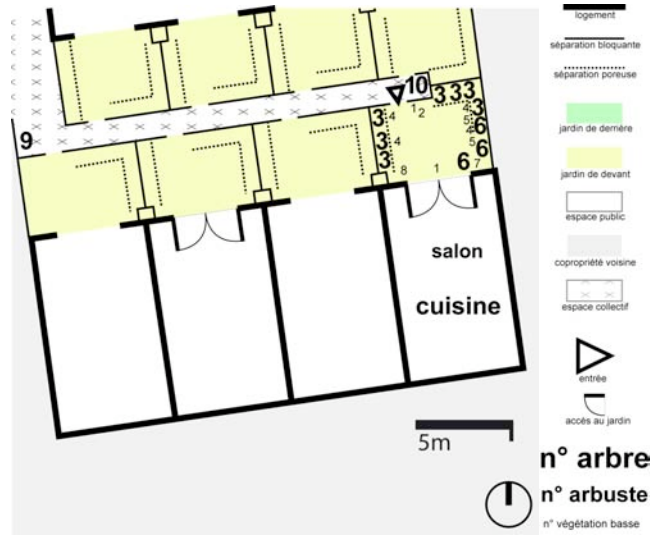 logement
séparation bloquante
séparation poreuse
jardin de derrière
jardin de devant
espace public
copropriété voisine
espace collectif
entrée
accès au jardin
n° arbre
n° arbuste
n° végétation basse
9
10
3 3 3
3
4
1 2
4
3
5
4
6
3
4
5
6
3
6
7
8
1
salon
cuisine
5m